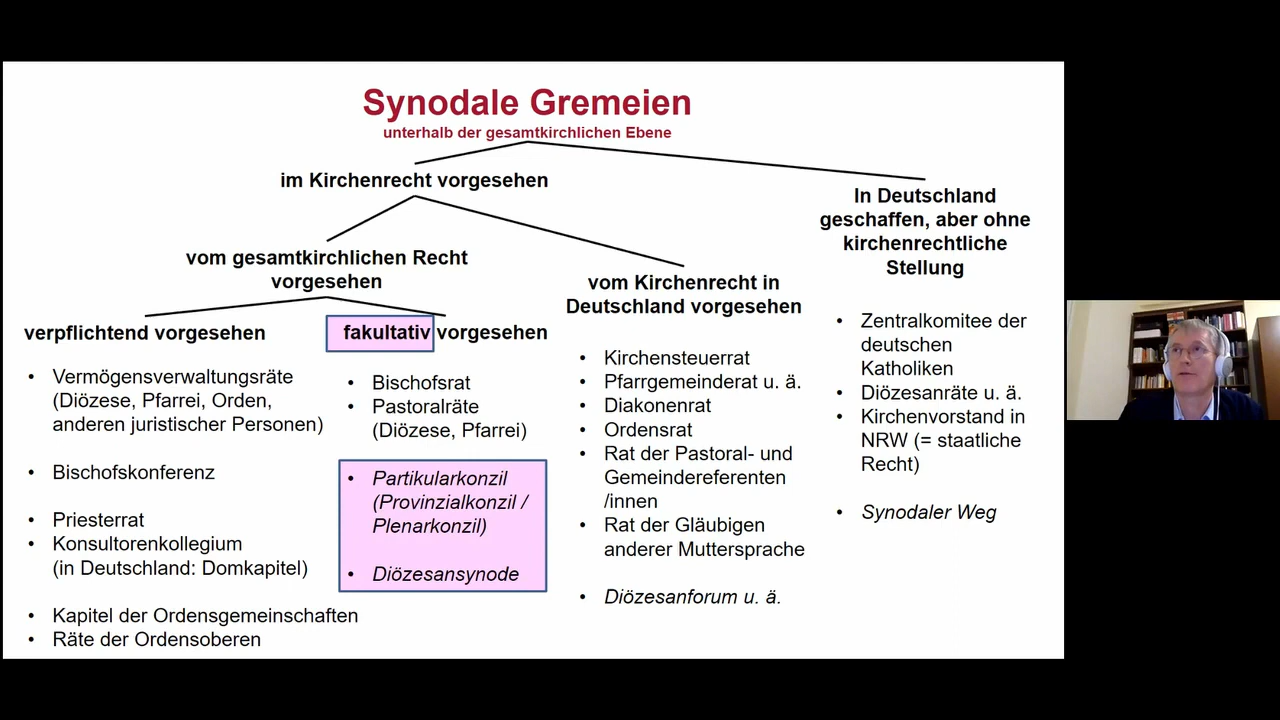 Synodale Gremeien
unterhalb der gesamtkirchlichen Ebene
im Kirchenrecht vorgesehen
vom gesamtkirchlichen Recht
vorgesehen
verpflichtend vorgesehen
• Vermögensverwaltungsräte
(Diözese, Pfarrei, Orden,
anderen juristischer Personen)
• Bischofskonferenz
• Priesterrat
• Konsultorenkollegium
(in Deutschland: Domkapitel)
• Kapitel der Ordensgemeinschaften
• Räte der Ordensoberen
fakultativ vorgesehen
• Bischofsrat
• Pastoralräte
(Diözese, Pfarrei)
• Partikularkonzil
(Provinzialkonzil /
Plenarkonzil)
• Diözesansynode
vom Kirchenrecht in
Deutschland vorgesehen
• Kirchensteuerrat
• Pfarrgemeinderat u. ä.
• Diakonenrat
• Ordensrat
• Rat der Pastoral- und
Gemeindereferenten
/innen
• Rat der Gläubigen
anderer Muttersprache
• Diözesanforum u. ä.
In Deutschland
geschaffen, aber ohne
kirchenrechtliche
Stellung
• Zentralkomitee der
deutschen
Katholiken
• Diözesanräte u. ä.
• Kirchenvorstand in
NRW (= staatliche
Recht)
• Synodaler Weg